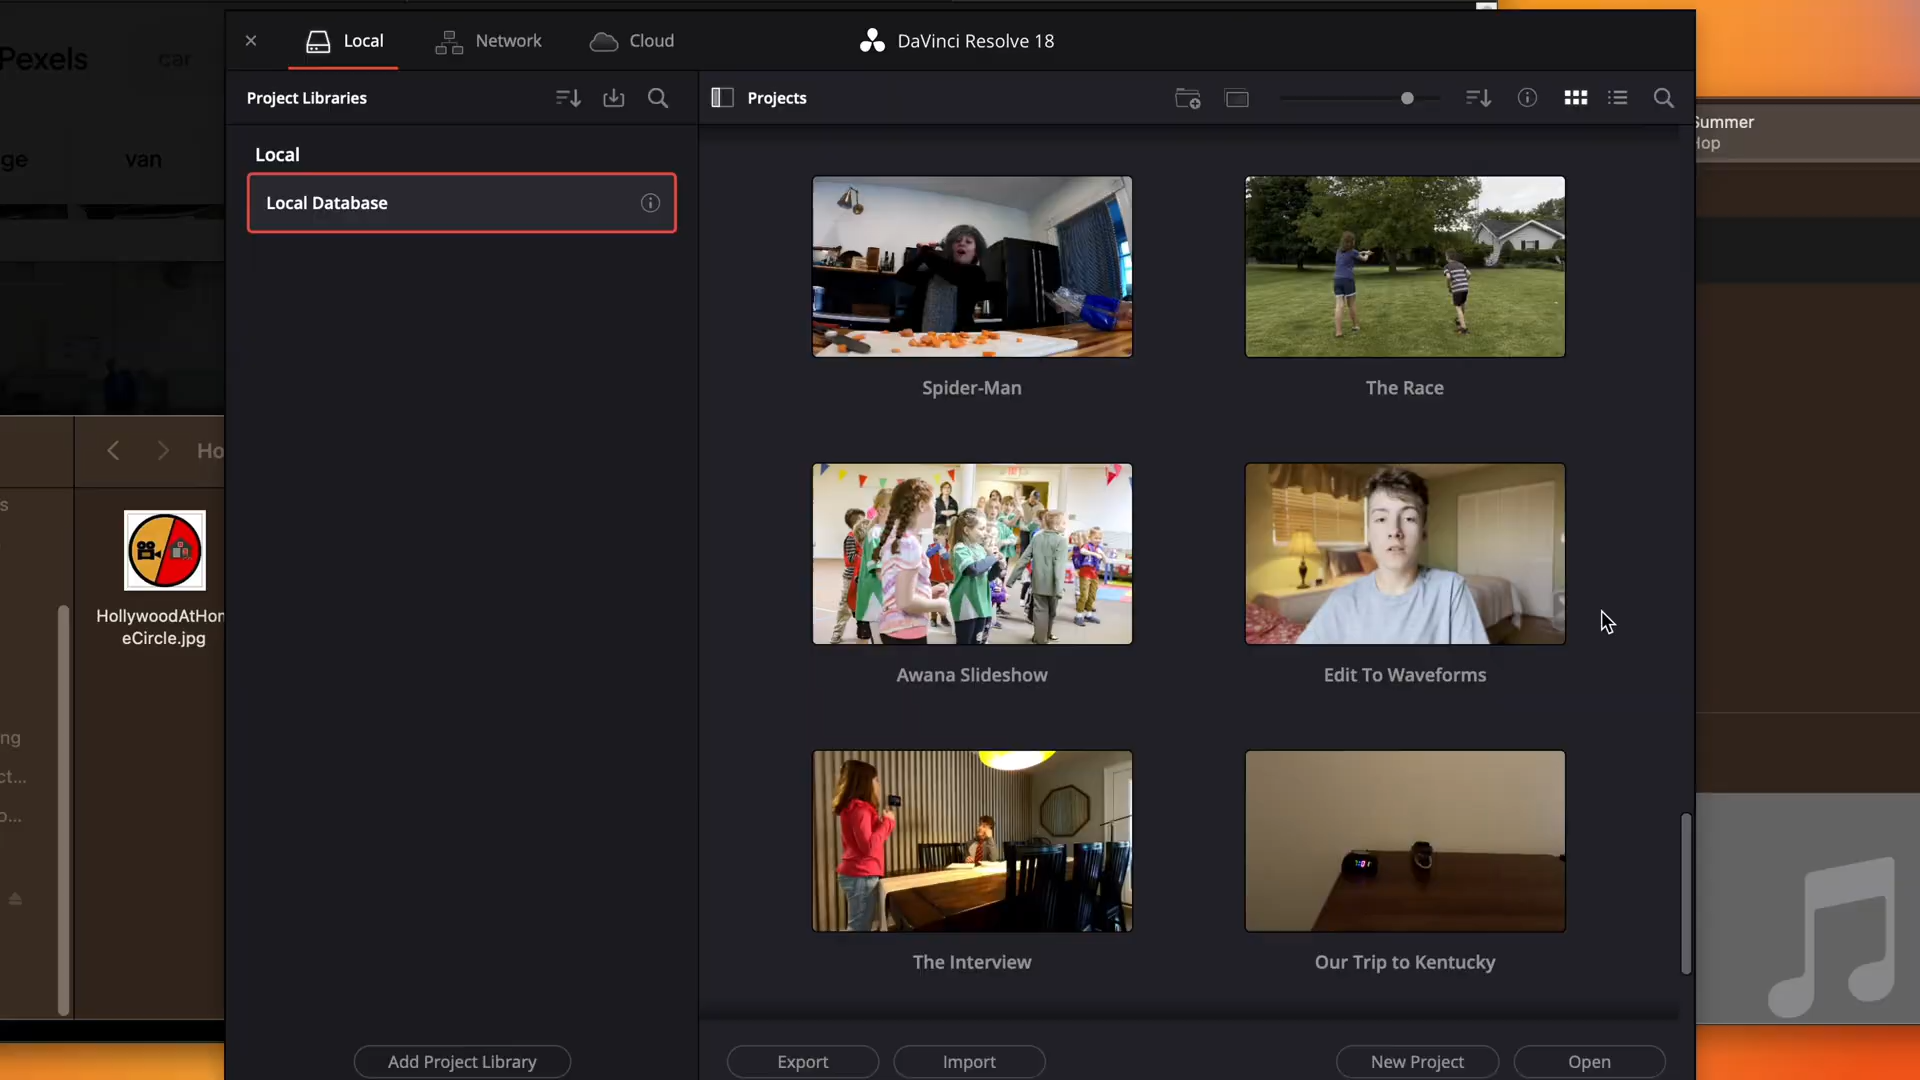 Pexels
car
ge
van
Local
Network
Cloud
DaVinci Resolve 18
Project Libraries
Projects
Local
Local Database
Spider-Man
The Race
Awana Slideshow
Edit To Waveforms
The Interview
Our Trip to Kentucky
Add Project Library
Export
Import
New Project
Open
Ho
HollywoodAtHom
eCircle.jpg
s
ng
ct...
o...
Summer
Hop